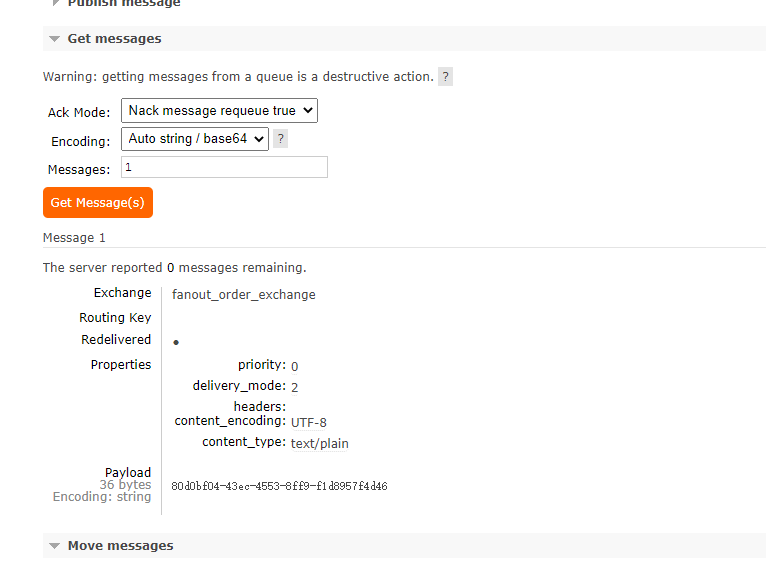 Publish message
Get messages
Warning: getting messages from a queue is a destructive action. ?
Ack Mode: Nack message requeue true
Encoding: Auto string / base64 ?
Messages: 1
Get Message(s)
Message 1
The server reported 0 messages remaining.
Exchange fanout_order_exchange
Routing Key
Redelivered ●
Properties priority: 0
delivery_mode: 2
headers:
content_encoding: UTF-8
content_type: text/plain
Payload
36 bytes
Encoding: string
80d0bf04-43ec-4553-8ff9-f1d8957f4d46
Move messages